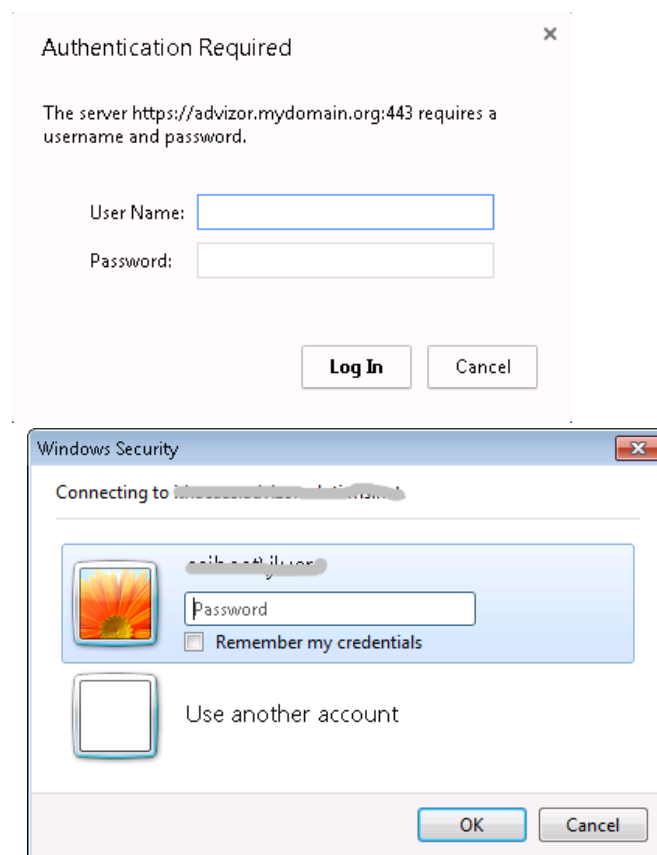 Authentication Required
The server https://advizor.mydomain.org:443 requires a
username and password.
User Name:
Password:
Log In
Cancel
Windows Security
Connecting to
Password
Remember my credentials
Use another account
OK
Cancel